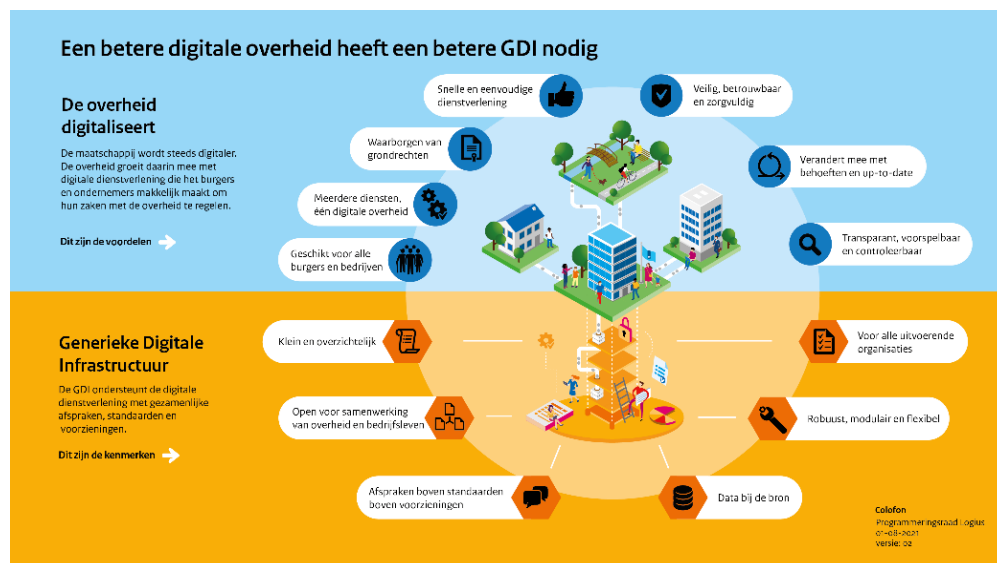 Een betere digitale overheid heeft een betere GDI nodig
De overheid
digitaliseert
De maatschappij wordt steeds digitaler.
De overheid groeit daarin mee met
digitale dienstverlening die het burgers
en ondernemers makkelijk maakt om
hun zaken met de overheid te regelen.
Dit zijn de voordelen
Snelle en eenvoudige
dienstverlening
Waarborgen van
grondrechten
Meerdere diensten,
één digitale overheid
Geschikt voor alle
burgers en bedrijven
Veilig, betrouwbaar
en zorgvuldig
Verandert mee met
behoeften en up-to-date
Transparant, voorspelbaar
en controleerbaar
Generieke Digitale
Infrastructuur
De GDI ondersteunt de digitale
dienstverlening met gezamenlijke
afspraken, standaarden en
voorzieningen.
Dit zijn de kenmerken
Klein en overzichtelijk
Open voor samenwerking
van overheid en bedrijfsleven
Afspraken boven standaarden
boven voorzieningen
Voor alle uitvoerende
organisaties
Robuust, modulair en flexibel
Data bij de bron
Colofon
Programmeringsraad Logius
01-08-2021
versie: 02